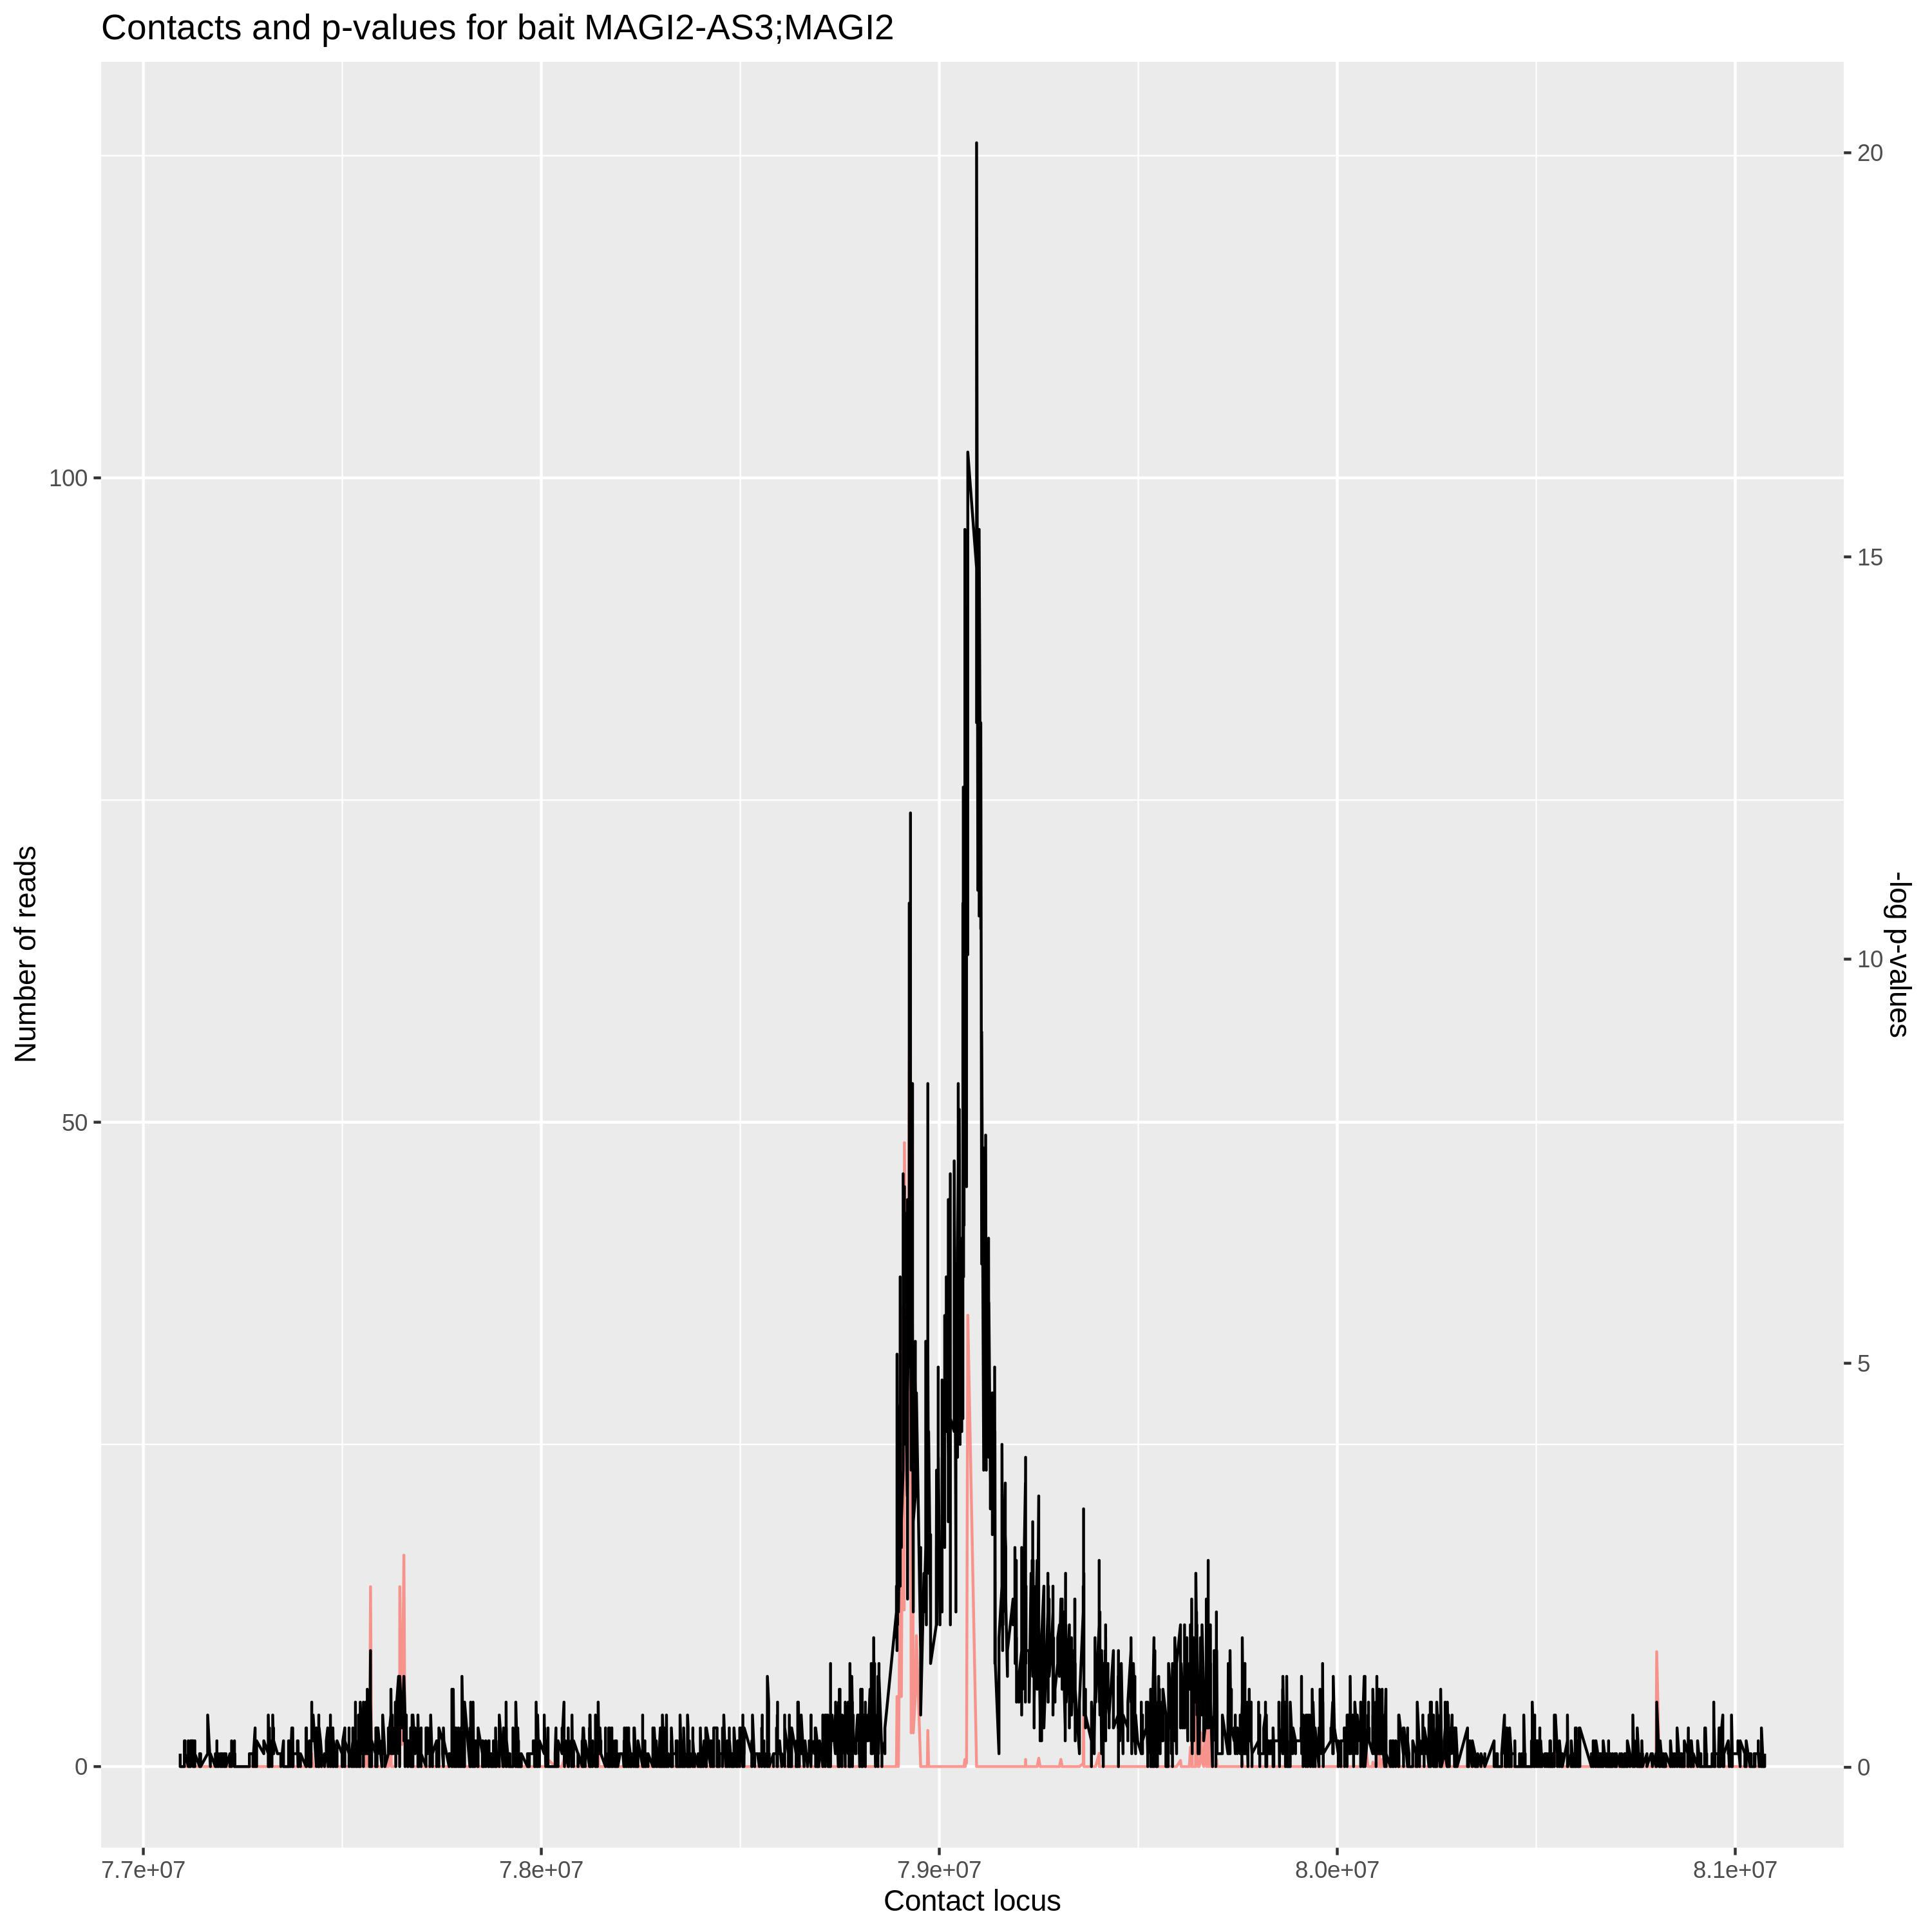 Contacts and p-values for bait MAGI2-AS3;MAGI2
20
100
15
Number of reads
-log p-values
10
50
5
0
0
7.7e+07
7.8e+07
7.9e+07
8.0e+07
8.1e+07
Contact locus